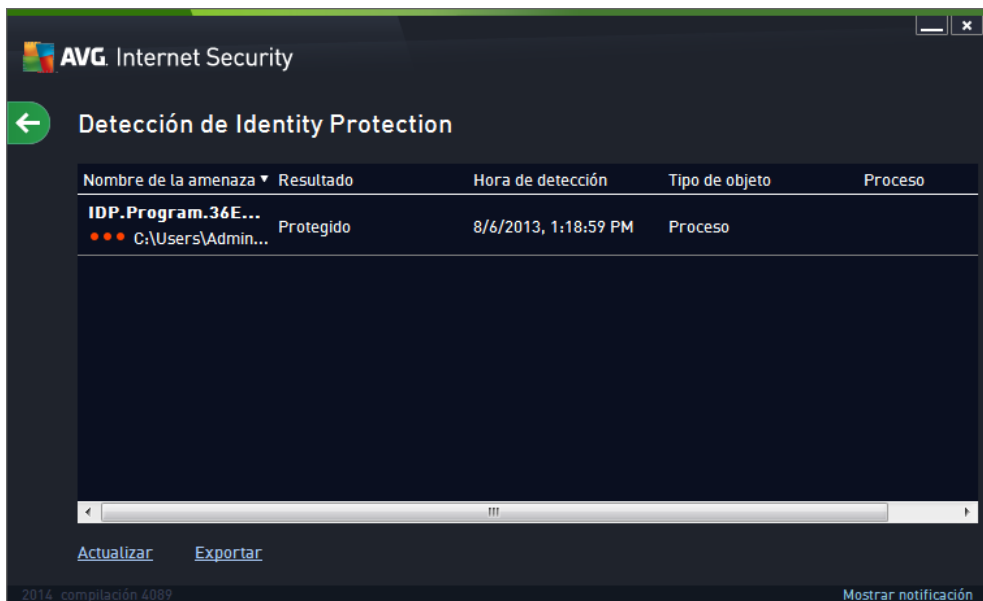 AVG. Internet Security
Detección de Identity Protection
Nombre de la amenaza Resultado Hora de detección Tipo de objeto Proceso
IDP.Program.36E...
C:\Users\Admin... Protegido 8/6/2013, 1:18:59 PM Proceso
Actualizar Exportar
2014 compilación 4089 Mostrar notificación